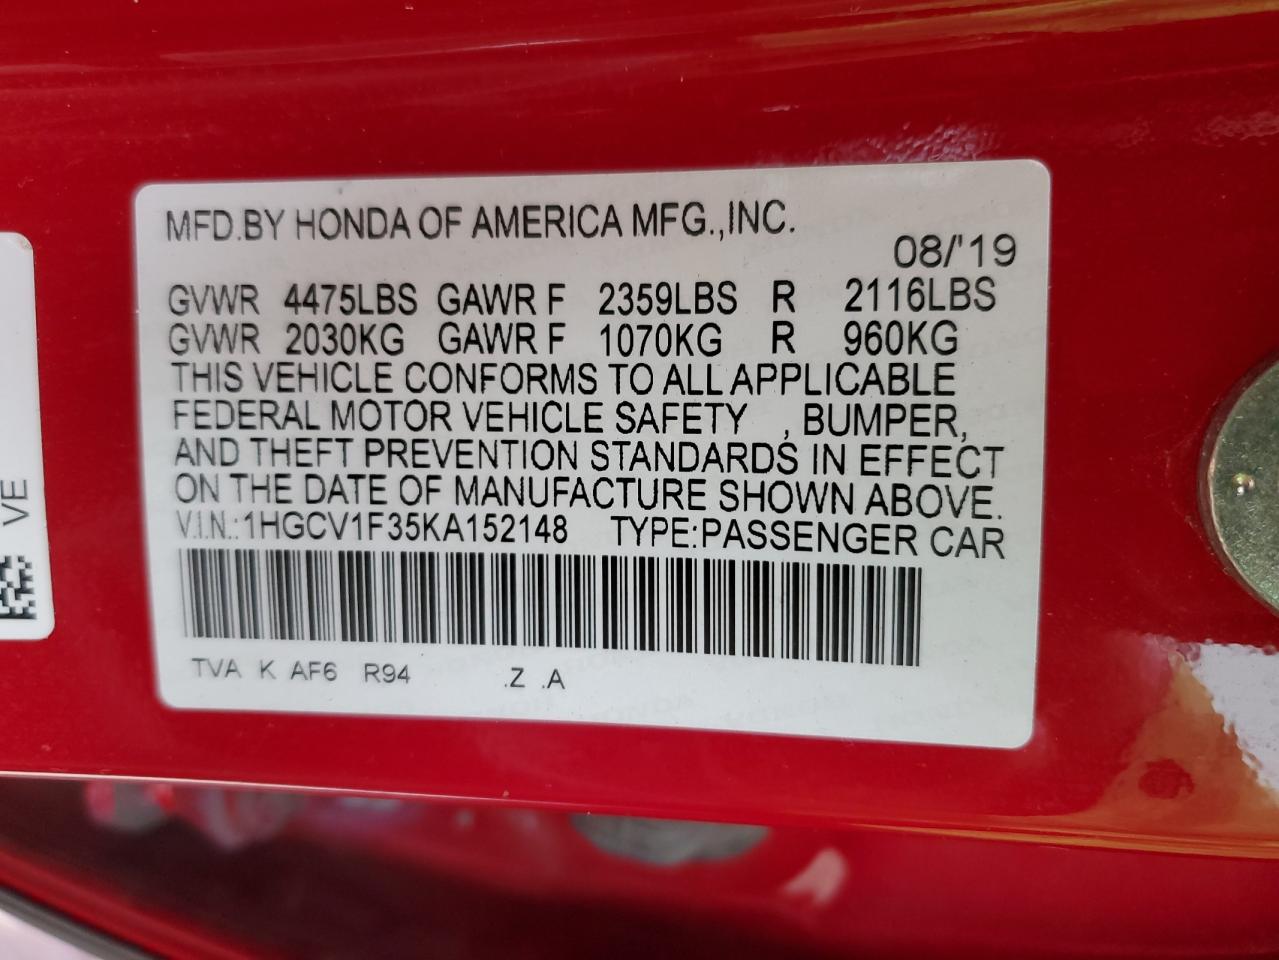 MFD.BY HONDA OF AMERICA MFG.,INC.
08/'19
GVWR 4475LBS GAWR F 2359LBS R 2116LBS
GVWR 2030KG GAWR F 1070KG R 960KG
THIS VEHICLE CONFORMS TO ALL APPLICABLE
FEDERAL MOTOR VEHICLE SAFETY , BUMPER,
AND THEFT PREVENTION STANDARDS IN EFFECT
ON THE DATE OF MANUFACTURE SHOWN ABOVE.
V.I.N.:1HGCV1F35KA152148 TYPE:PASSENGER CAR
TVA K AF6 R94 .Z .A
VE